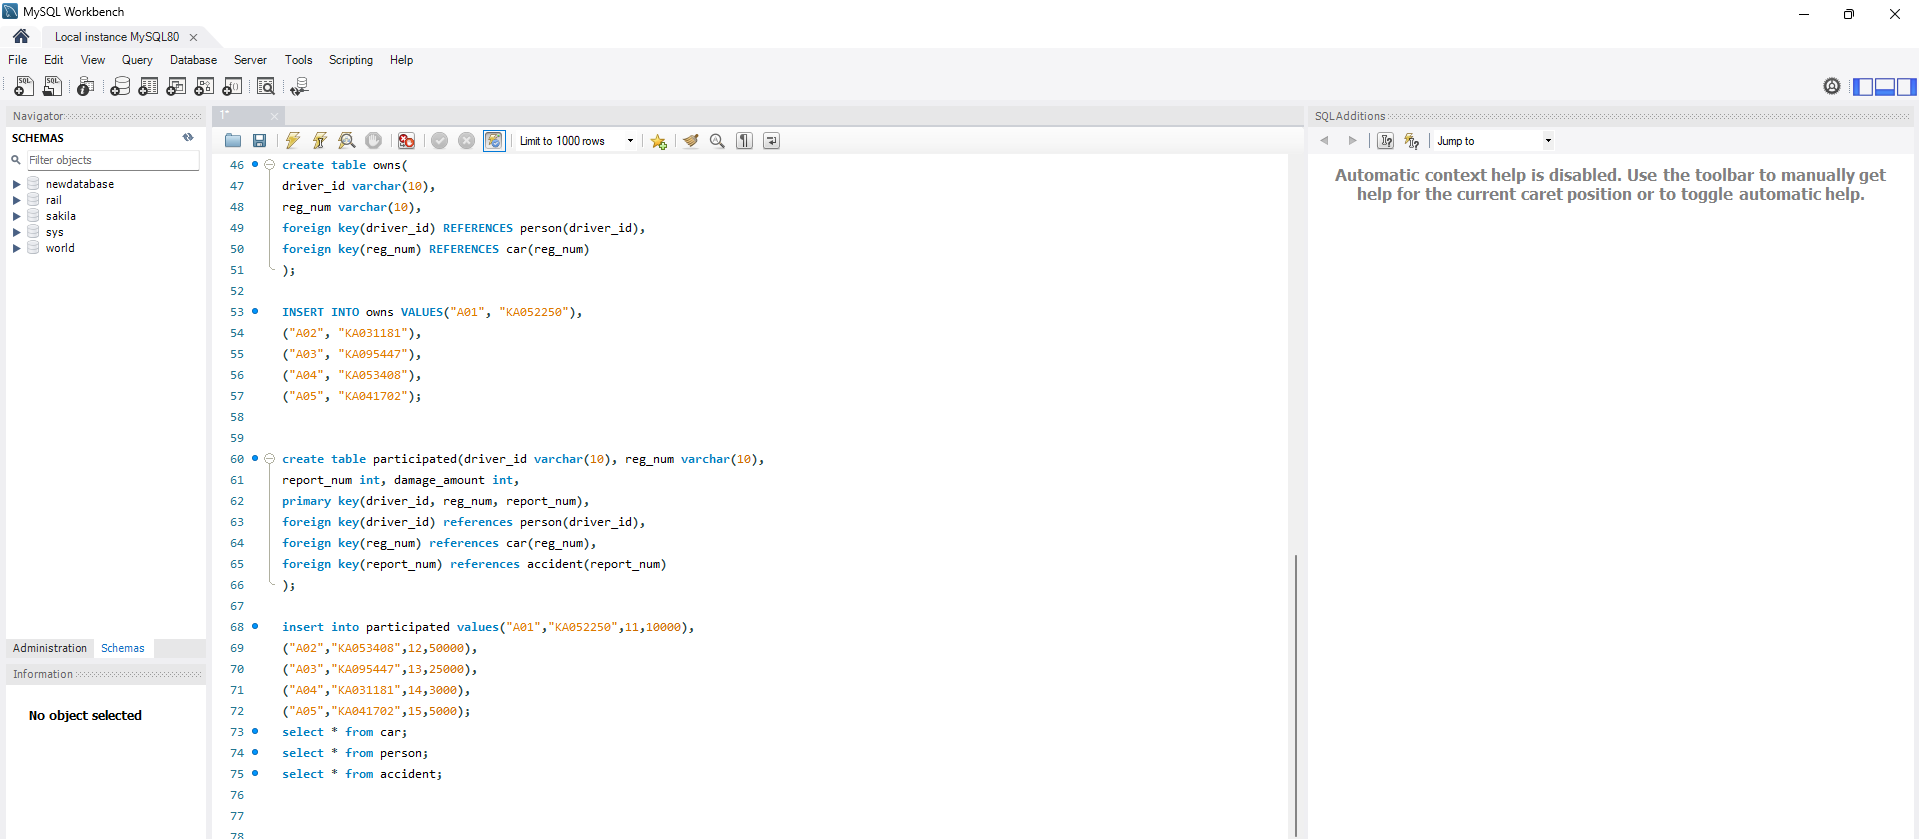 MySQL Workbench
Local instance MySQL80
File Edit View Query Database Server Tools Scripting Help
Navigator
SCHEMAS
Filter objects
newdatabase
rail
sakila
sys
world
Administration Schemas
Information
No object selected
1*
Limit to 1000 rows
46 create table owns(
47 driver_id varchar(10),
48 reg_num varchar(10),
49 foreign key(driver_id) REFERENCES person(driver_id),
50 foreign key(reg_num) REFERENCES car(reg_num)
51 );
52
53 INSERT INTO owns VALUES("A01", "KA052250"),
54 ("A02", "KA031181"),
55 ("A03", "KA095447"),
56 ("A04", "KA053408"),
57 ("A05", "KA041702");
58
59
60 create table participated(driver_id varchar(10), reg_num varchar(10),
61 report_num int, damage_amount int,
62 primary key(driver_id, reg_num, report_num),
63 foreign key(driver_id) references person(driver_id),
64 foreign key(reg_num) references car(reg_num),
65 foreign key(report_num) references accident(report_num)
66 );
67
68 insert into participated values("A01","KA052250",11,10000),
69 ("A02","KA053408",12,50000),
70 ("A03","KA095447",13,25000),
71 ("A04","KA031181",14,3000),
72 ("A05","KA041702",15,5000);
73 select * from car;
74 select * from person;
75 select * from accident;
76
77
78
SQLAdditions
Jump to
Automatic context help is disabled. Use the toolbar to manually get
help for the current caret position or to toggle automatic help.